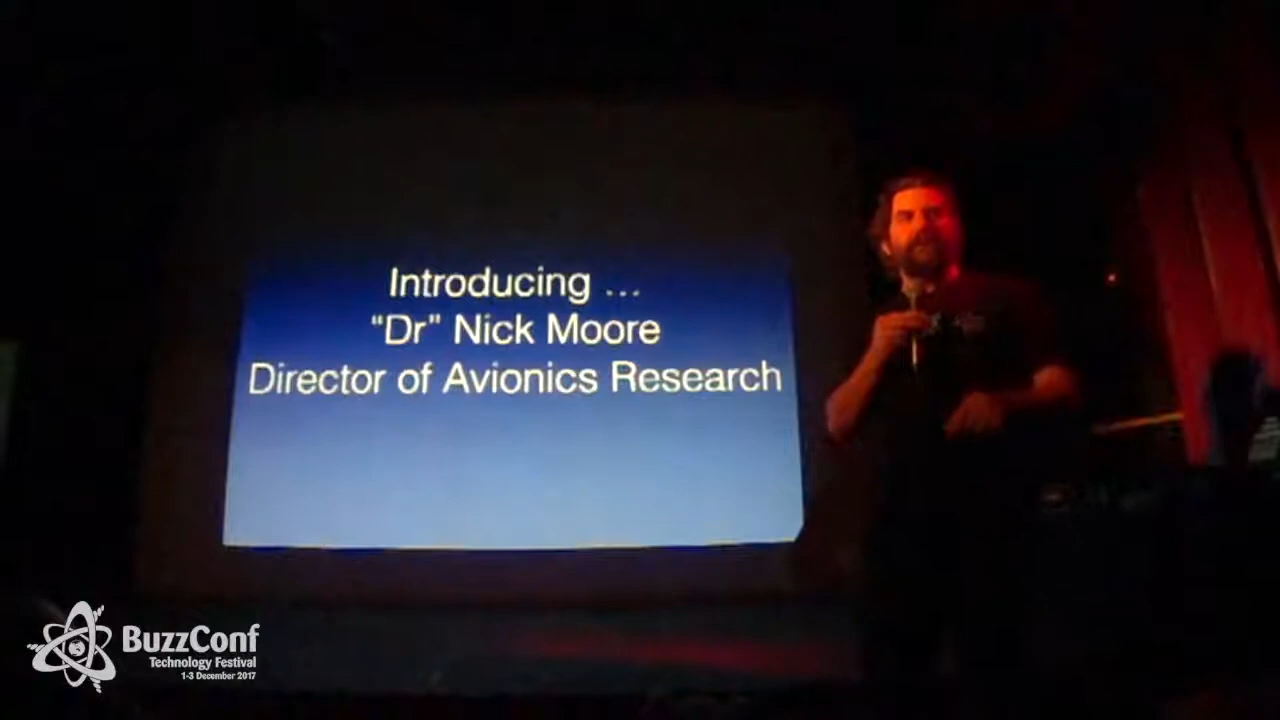 Introducing ...
“Dr” Nick Moore
Director of Avionics Research
BuzzConf
Technology Festival
1-3 December 2017